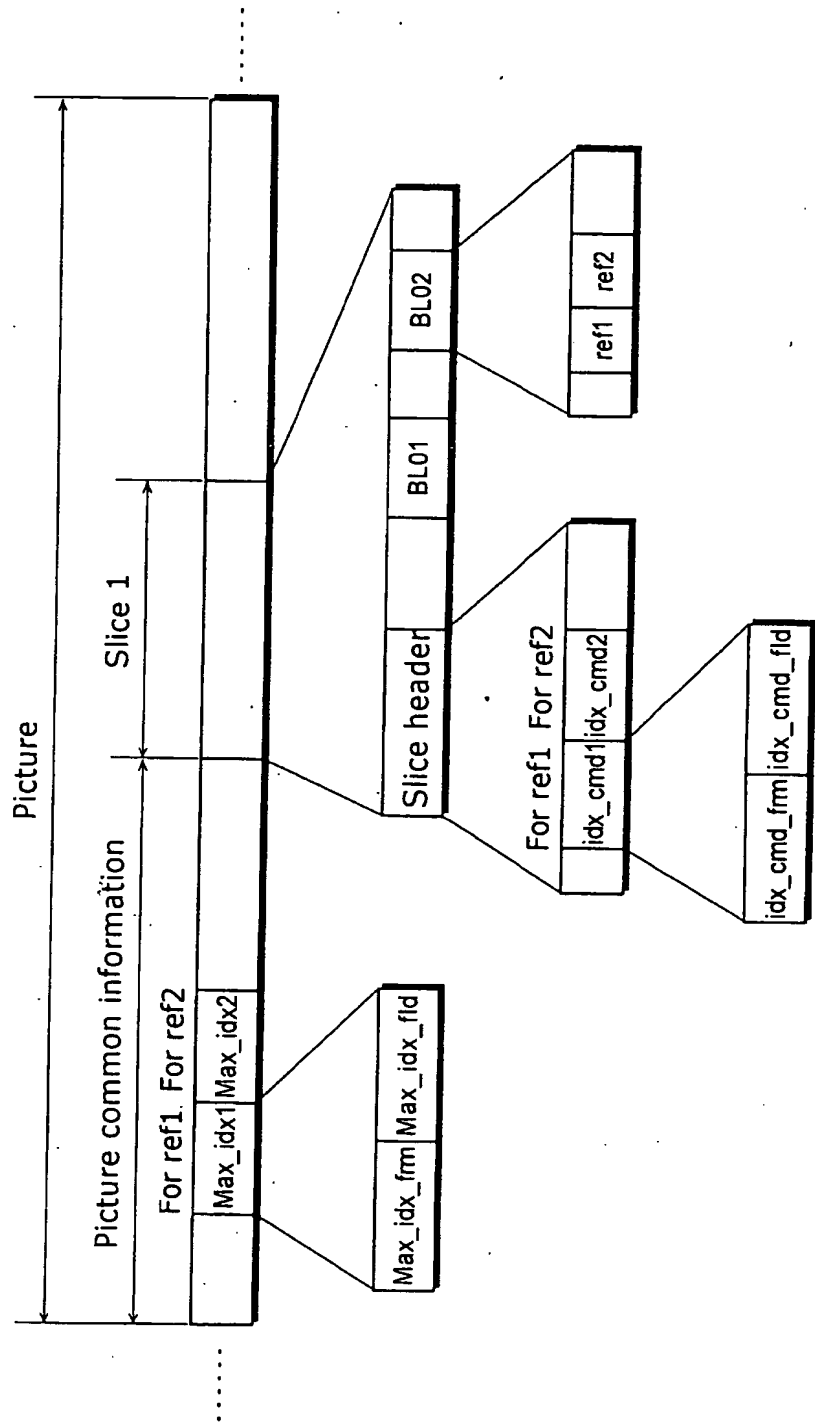 Picture
Picture common information
Slice 1
For ref1 For ref2
Max_idx1 Max_idx2
Max_idx_frm Max_idx_fld
Slice header BL01 BL02
For ref1 For ref2
idx_cmd1 idx_cmd2
ref1 ref2
idx_cmd_frm idx_cmd_fld